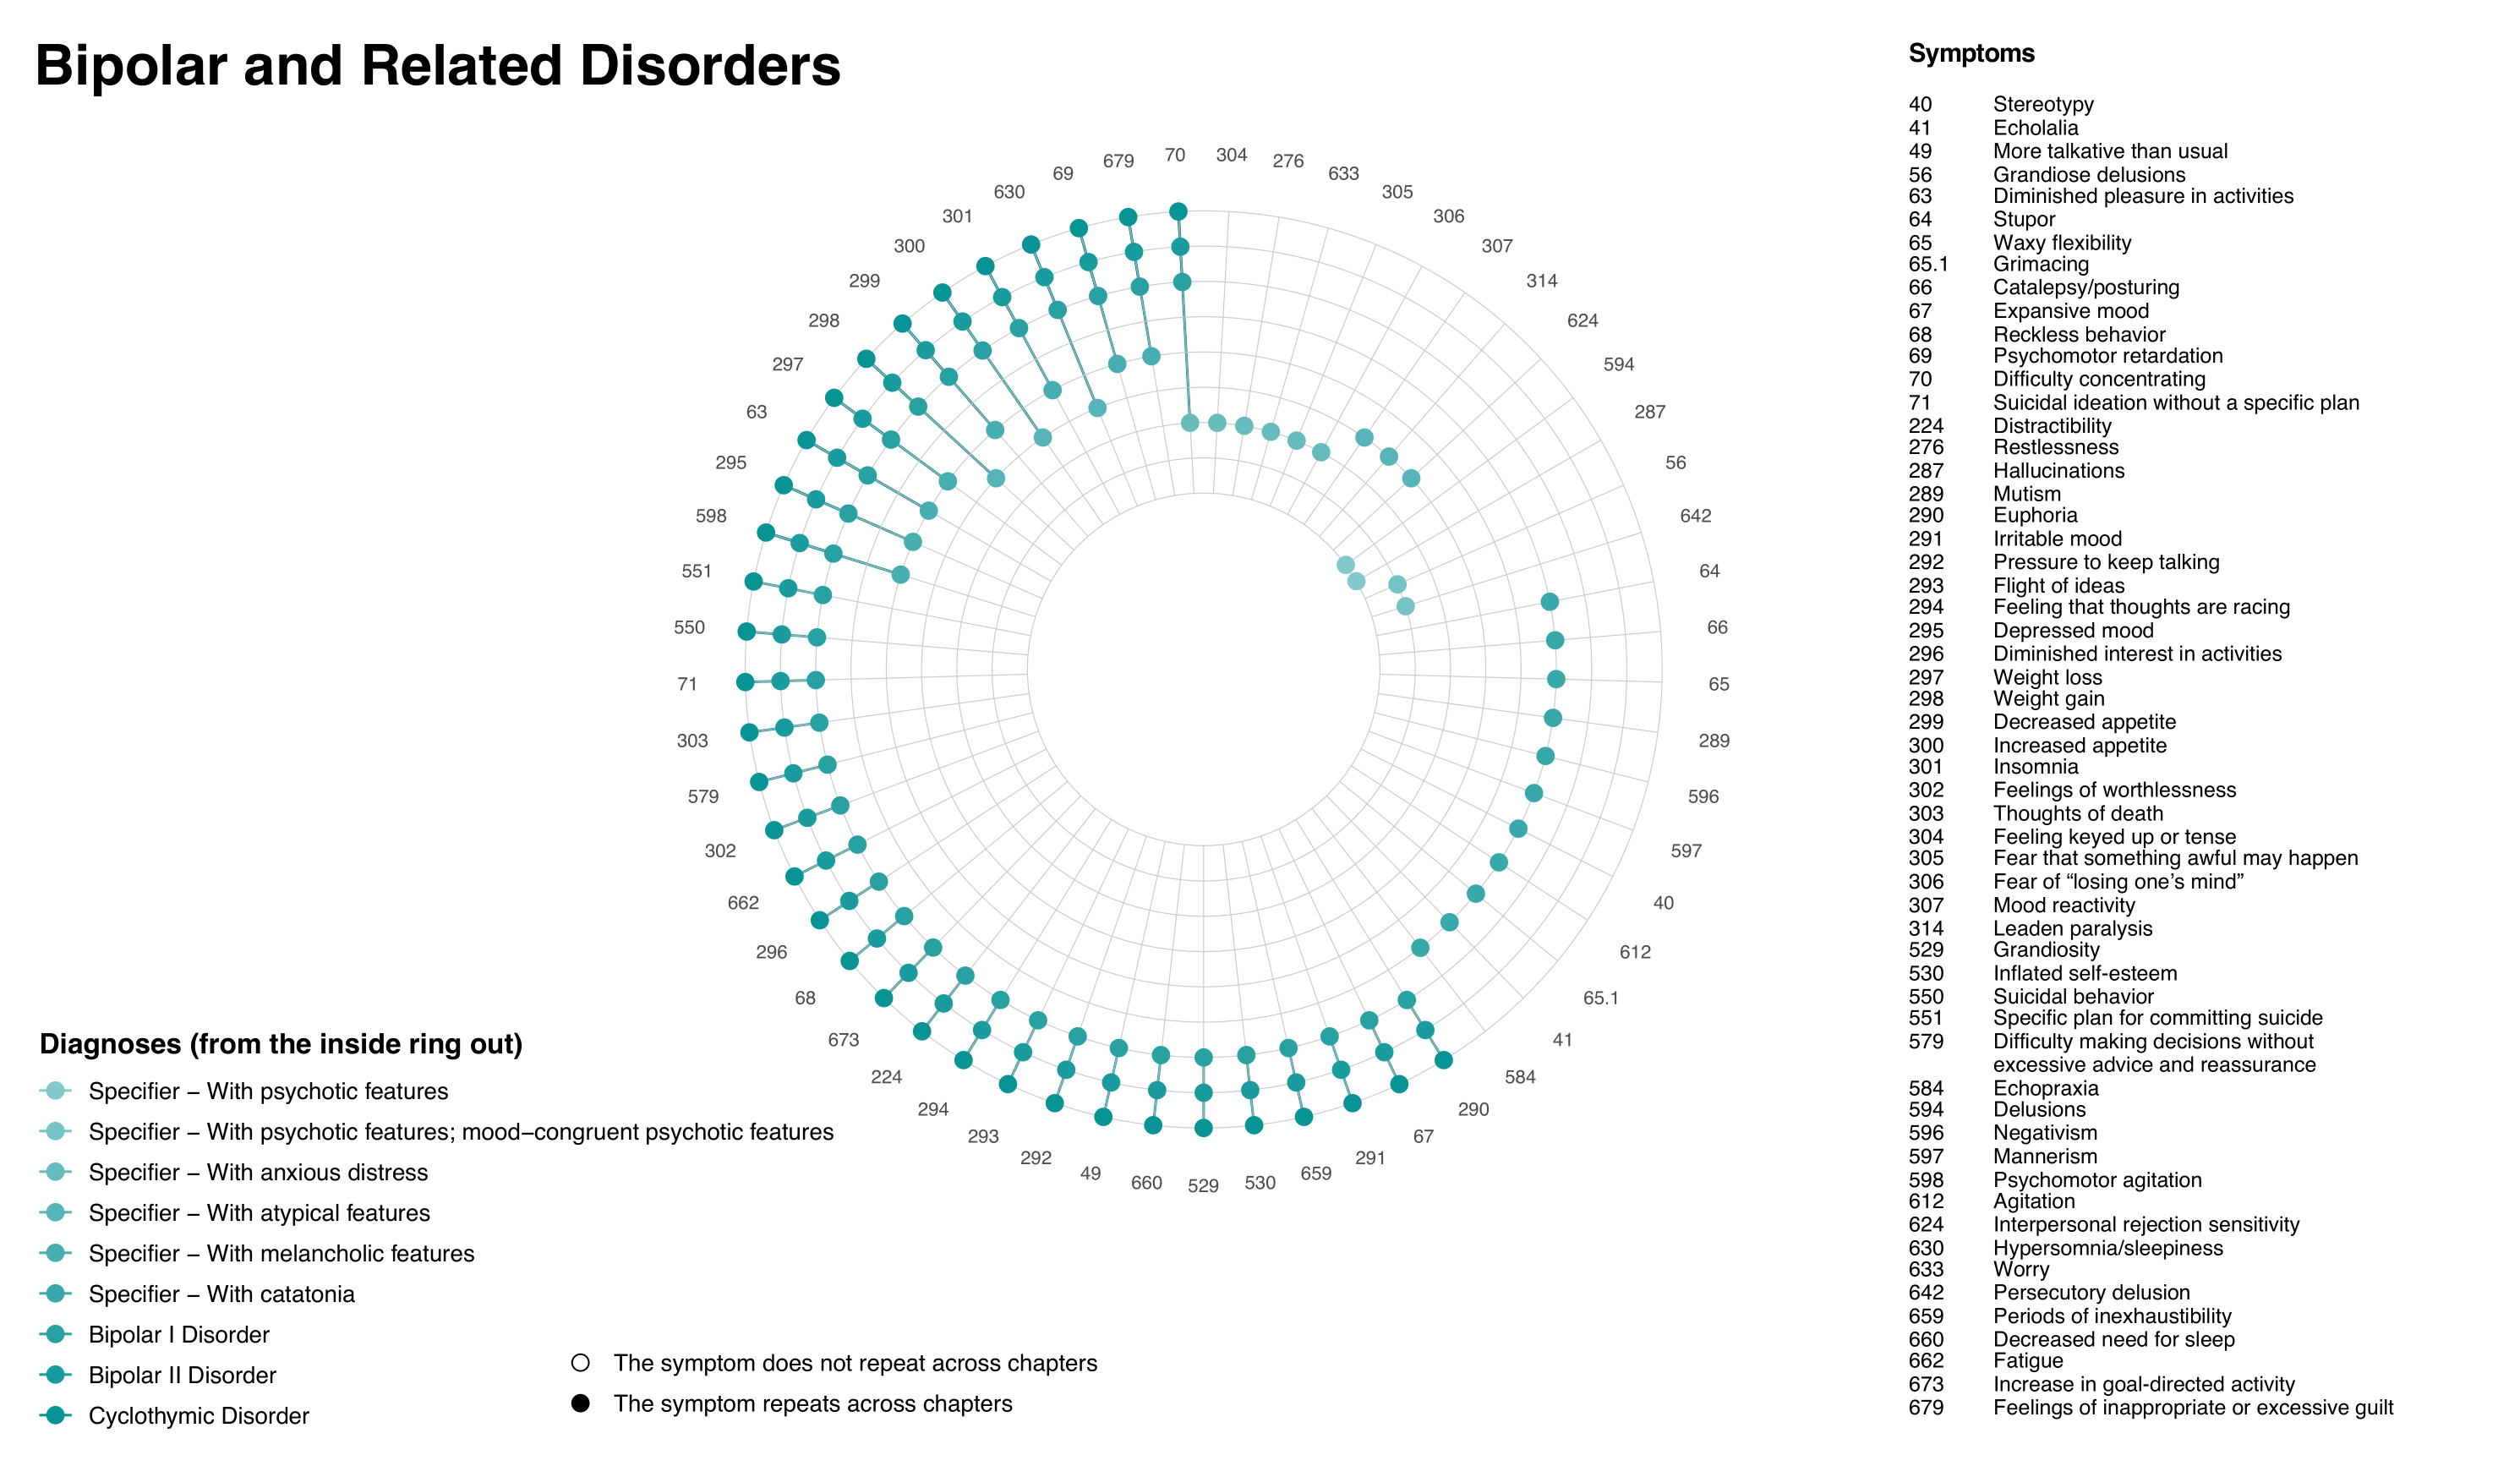 Bipolar and Related Disorders
70
304
276
633
305
306
307
314
624
594
287
56
642
64
66
65
289
596
597
40
612
65.1
41
584
290
67
291
659
530
529
660
49
292
293
294
224
673
68
296
662
302
579
303
71
550
551
598
295
63
297
298
299
300
301
630
69
679
Symptoms
40 Stereotypy
41 Echolalia
49 More talkative than usual
56 Grandiose delusions
63 Diminished pleasure in activities
64 Stupor
65 Waxy flexibility
65.1 Grimacing
66 Catalepsy/posturing
67 Expansive mood
68 Reckless behavior
69 Psychomotor retardation
70 Difficulty concentrating
71 Suicidal ideation without a specific plan
224 Distractibility
276 Restlessness
287 Hallucinations
289 Mutism
290 Euphoria
291 Irritable mood
292 Pressure to keep talking
293 Flight of ideas
294 Feeling that thoughts are racing
295 Depressed mood
296 Diminished interest in activities
297 Weight loss
298 Weight gain
299 Decreased appetite
300 Increased appetite
301 Insomnia
302 Feelings of worthlessness
303 Thoughts of death
304 Feeling keyed up or tense
305 Fear that something awful may happen
306 Fear of “losing one’s mind”
307 Mood reactivity
314 Leaden paralysis
529 Grandiosity
530 Inflated self-esteem
550 Suicidal behavior
551 Specific plan for committing suicide
579 Difficulty making decisions without
excessive advice and reassurance
584 Echopraxia
594 Delusions
596 Negativism
597 Mannerism
598 Psychomotor agitation
612 Agitation
624 Interpersonal rejection sensitivity
630 Hypersomnia/sleepiness
633 Worry
642 Persecutory delusion
659 Periods of inexhaustibility
660 Decreased need for sleep
662 Fatigue
673 Increase in goal-directed activity
679 Feelings of inappropriate or excessive guilt
Diagnoses (from the inside ring out)
Specifier – With psychotic features
Specifier – With psychotic features; mood–congruent psychotic features
Specifier – With anxious distress
Specifier – With atypical features
Specifier – With melancholic features
Specifier – With catatonia
Bipolar I Disorder
Bipolar II Disorder
Cyclothymic Disorder
The symptom does not repeat across chapters
The symptom repeats across chapters